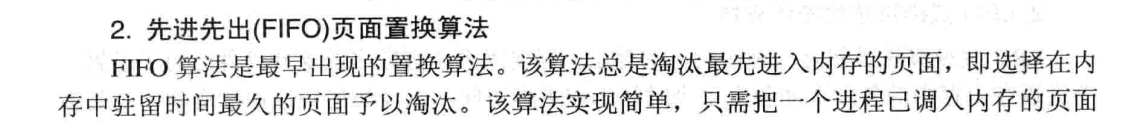 2. 先进先出(FIFO)页面置换算法
FIFO 算法是最早出现的置换算法。该算法总是淘汰最先进入内存的页面，即选择在内
存中驻留时间最久的页面予以淘汰。该算法实现简单，只需把一个进程已调入内存的页面